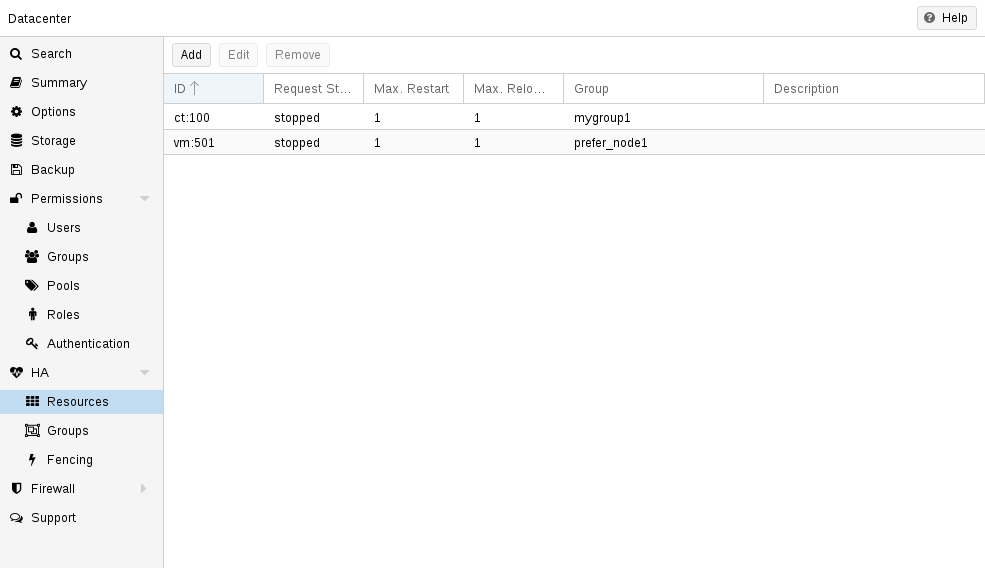 Datacenter
Help
Search
Summary
Options
Storage
Backup
Permissions
Users
Groups
Pools
Roles
Authentication
HA
Resources
Groups
Fencing
Firewall
Support
Add Edit Remove
ID Request St... Max. Restart Max. Relo... Group Description
ct:100 stopped 1 1 mygroup1
vm:501 stopped 1 1 prefer_node1